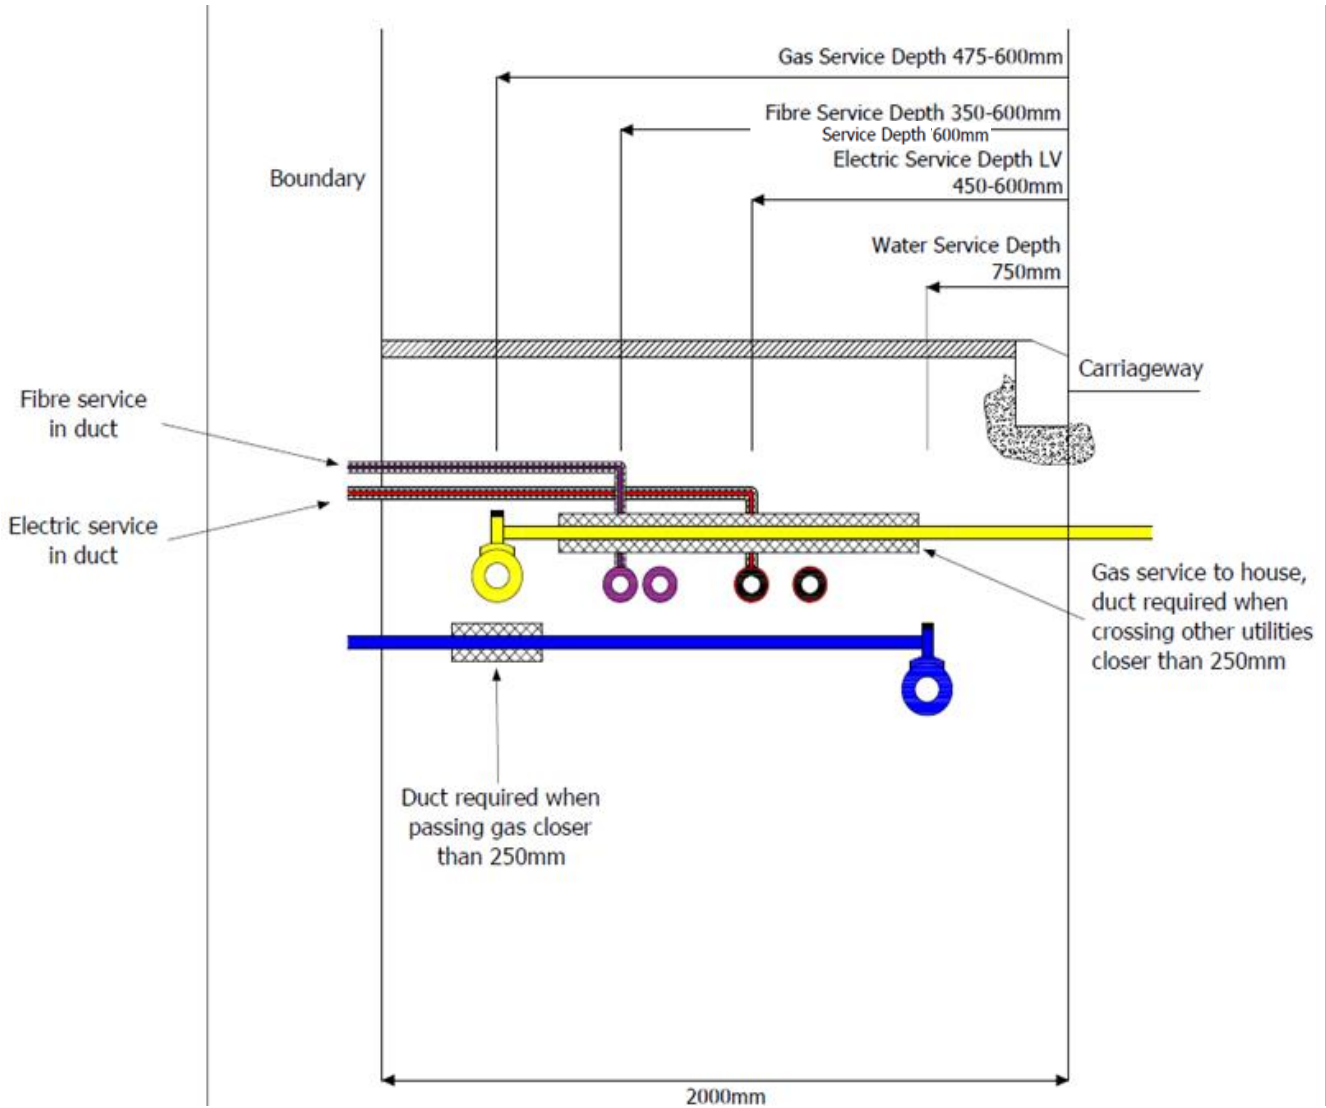 Gas Service Depth 475-600mm
Fibre Service Depth 350-600mm
Service Depth 600mm
Boundary
Electric Service Depth LV
450-600mm
Water Service Depth
750mm
Carriageway
Fibre service
in duct
Electric service
in duct
Gas service to house,
duct required when
crossing other utilities
closer than 250mm
Duct required when
passing gas closer
than 250mm
2000mm